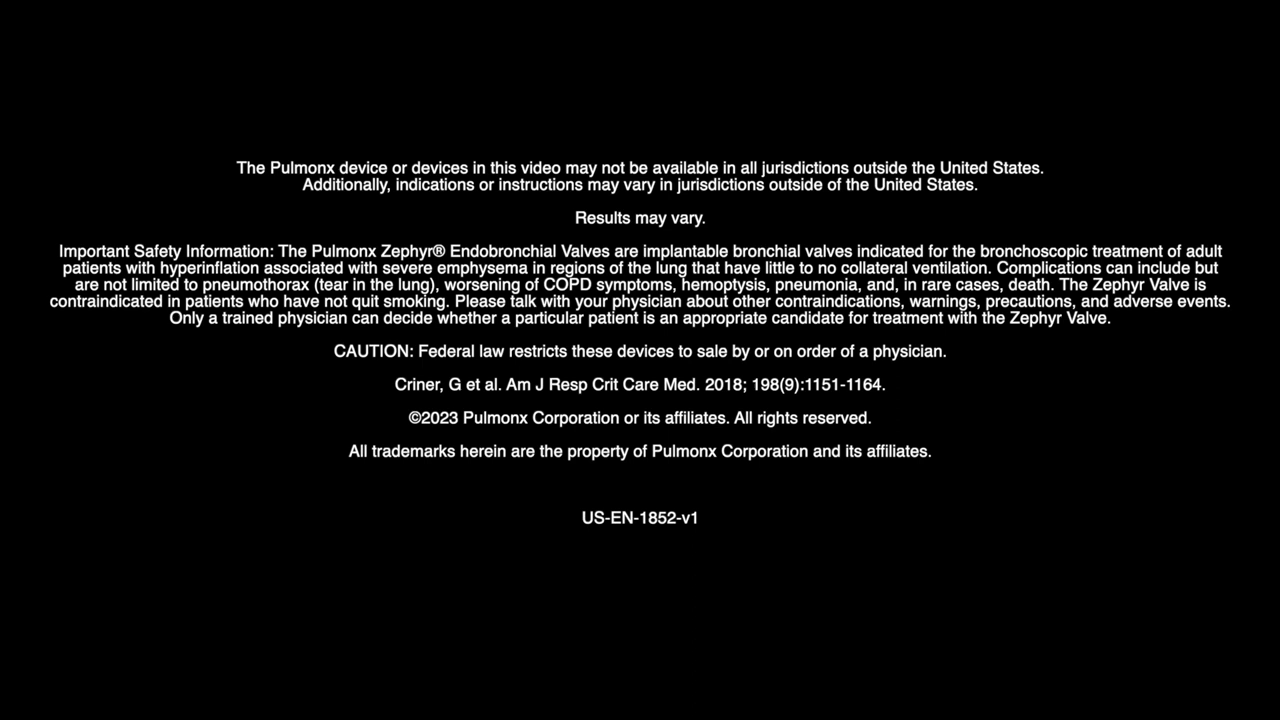 The Pulmonx device or devices in this video may not be available in all jurisdictions outside the United States.
Additionally, indications or instructions may vary in jurisdictions outside of the United States.
Results may vary.
Important Safety Information: The Pulmonx Zephyr® Endobronchial Valves are implantable bronchial valves indicated for the bronchoscopic treatment of adult
patients with hyperinflation associated with severe emphysema in regions of the lung that have little to no collateral ventilation. Complications can include but
are not limited to pneumothorax (tear in the lung), worsening of COPD symptoms, hemoptysis, pneumonia, and, in rare cases, death. The Zephyr Valve is
contraindicated in patients who have not quit smoking. Please talk with your physician about other contraindications, warnings, precautions, and adverse events.
Only a trained physician can decide whether a particular patient is an appropriate candidate for treatment with the Zephyr Valve.
CAUTION: Federal law restricts these devices to sale by or on order of a physician.
Criner, G et al. Am J Resp Crit Care Med. 2018; 198(9):1151-1164.
©2023 Pulmonx Corporation or its affiliates. All rights reserved.
All trademarks herein are the property of Pulmonx Corporation and its affiliates.
US-EN-1852-v1